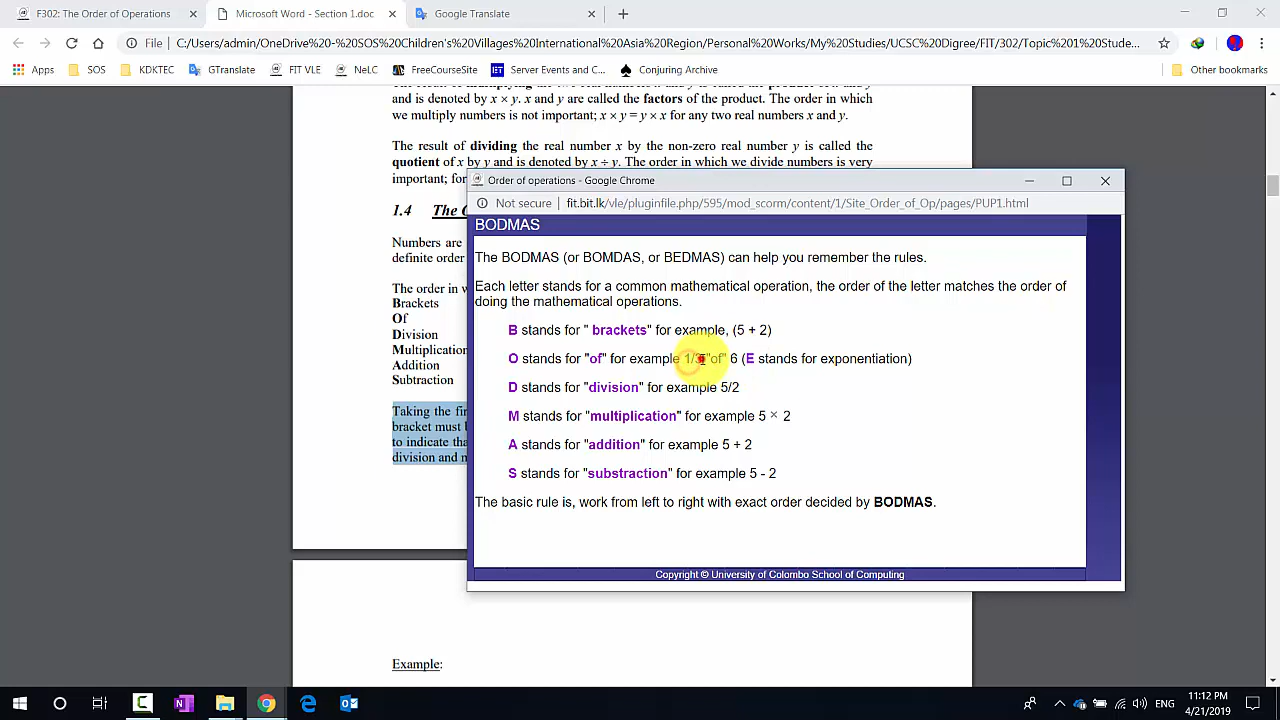 F302: The Order of Operations
Microsoft Word - Section 1.doc
Google Translate
File
C:/Users/admin/OneDrive%20-%20SOS%20Children's%20Villages%20International%20Asia%20Region/Personal%20Works/My%20Studies/UCSC%20Digree/FIT/302/Topic%201%20Stude...
Apps
SOS
KDKTEC
GTranslate
FIT VLE
NeLC
FreeCourseSite
Server Events and C...
Conjuring Archive
Other bookmarks
and is denoted by x × y. x and y are called the factors of the product. The order in which
we multiply numbers is not important; x × y = y × x for any two real numbers x and y.
The result of dividing the real number x by the non-zero real number y is called the
quotient of x by y and is denoted by x ÷ y. The order in which we divide numbers is very
important; for
1.4 The O
Numbers are
definite order
The order in w
Brackets
Of
Division
Multiplication
Addition
Subtraction
Taking the fir
bracket must b
to indicate tha
division and m
Example:
Order of operations - Google Chrome
Not secure
fit.bit.lk/vle/pluginfile.php/595/mod_scorm/content/1/Site_Order_of_Op/pages/PUP1.html
BODMAS
The BODMAS (or BOMDAS, or BEDMAS) can help you remember the rules.
Each letter stands for a common mathematical operation, the order of the letter matches the order of
doing the mathematical operations.
B stands for " brackets" for example, (5 + 2)
O stands for "of" for example 1/3 "of" 6 (E stands for exponentiation)
D stands for "division" for example 5/2
M stands for "multiplication" for example 5 × 2
A stands for "addition" for example 5 + 2
S stands for "substraction" for example 5 - 2
The basic rule is, work from left to right with exact order decided by BODMAS.
Copyright © University of Colombo School of Computing
ENG
11:12 PM
4/21/2019